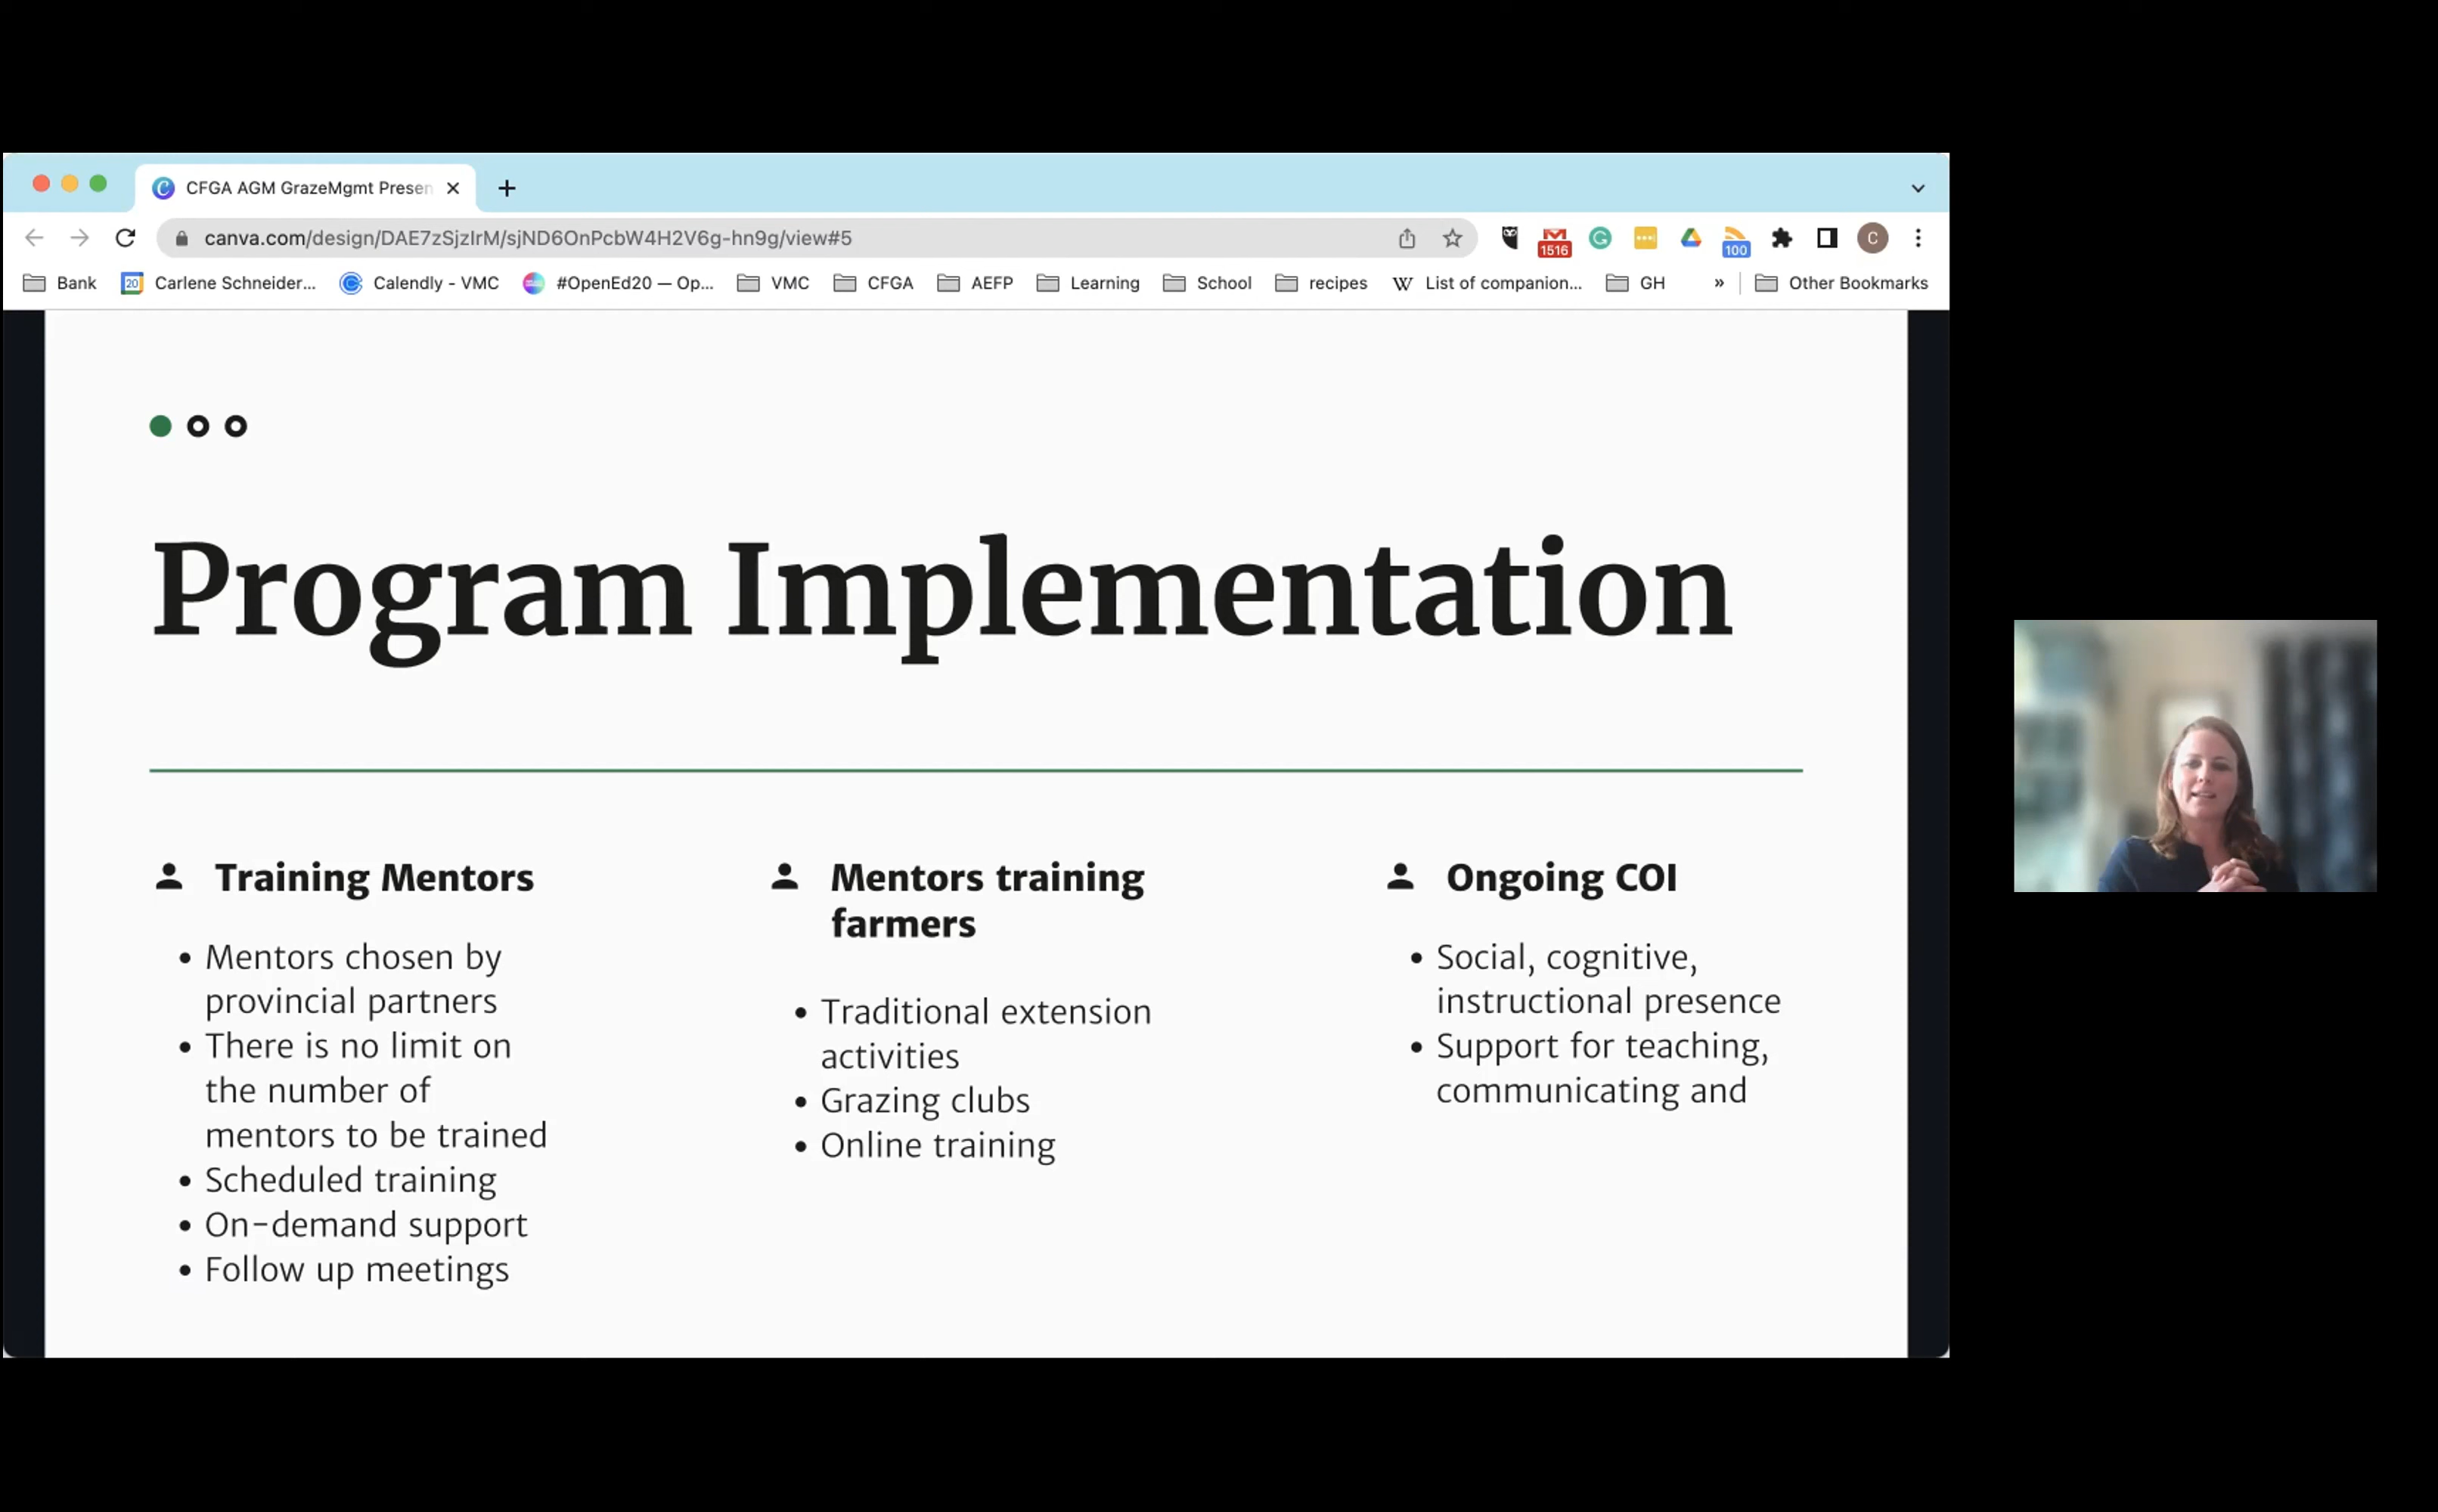 CFGA AGM GrazeMgmt Presen
canva.com/design/DAE7zSjzIrM/sjND6OnPcbW4H2V6g-hn9g/view#5
1516
100
C
Bank
20
Carlene Schneider...
Calendly - VMC
#OpenEd20 — Op...
VMC
CFGA
AEFP
Learning
School
recipes
W
List of companion...
GH
»
Other Bookmarks
Program Implementation
Training Mentors
• Mentors chosen by
provincial partners
• There is no limit on
the number of
mentors to be trained
• Scheduled training
• On-demand support
• Follow up meetings
Mentors training
farmers
• Traditional extension
activities
• Grazing clubs
• Online training
Ongoing COI
• Social, cognitive,
instructional presence
• Support for teaching,
communicating and